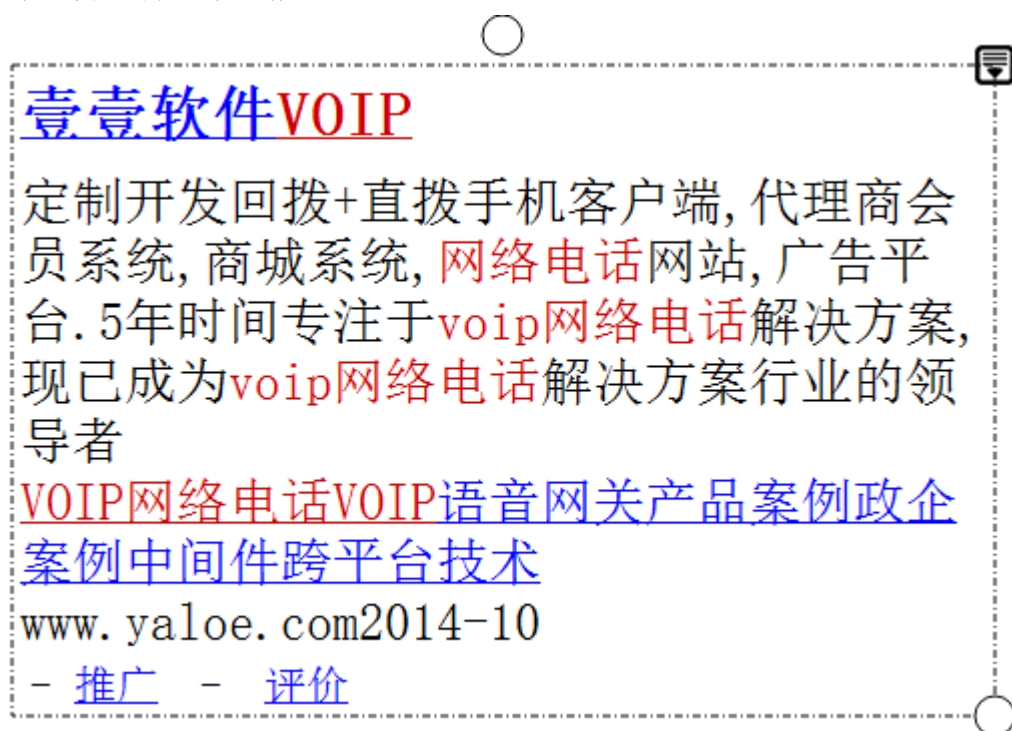 壹壹软件VOIP
定制开发回拨+直拨手机客户端,代理商会
员系统,商城系统,网络电话网站,广告平
台.5年时间专注于voip网络电话解决方案,
现已成为voip网络电话解决方案行业的领
导者
VOIP网络电话VOIP语音网关产品案例政企
案例中间件跨平台技术
www.yaloe.com2014-10
- 推广 - 评价